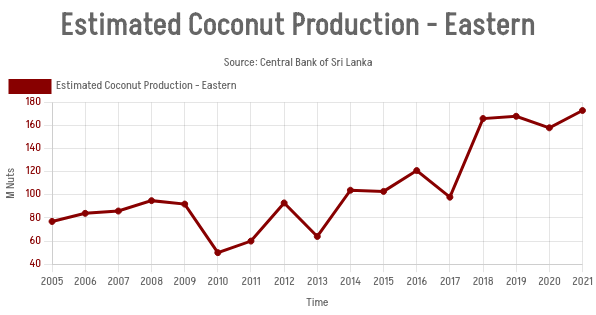 Estimated Coconut Production - Eastern
Source: Central Bank of Sri Lanka
Estimated Coconut Production - Eastern
180
160
140
120
100
80
60
40
M Nuts
2005 2006 2007 2008 2009 2010 2011 2012 2013 2014 2015 2016 2017 2018 2019 2020 2021
Time